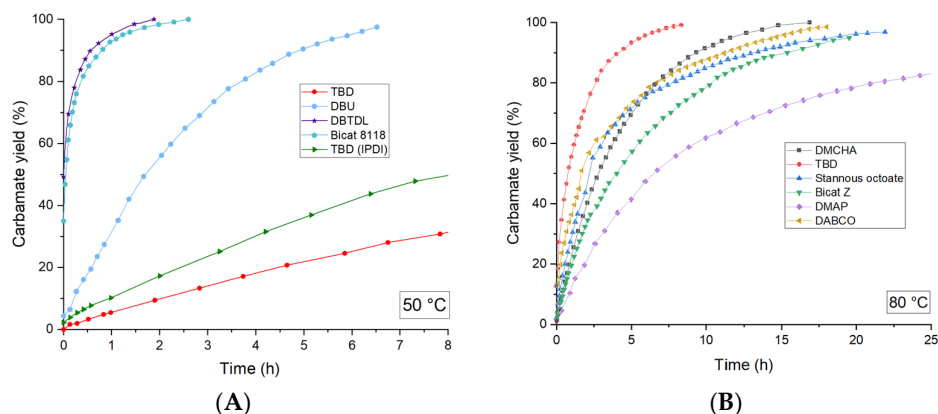 100
80
60
40
20
0
Carbamate yield (%)
TBD
DBU
DBTDL
Bicat 8118
TBD (IPDI)
50 °C
0 1 2 3 4 5 6 7 8
Time (h)
(A)
100
80
60
40
20
0
Carbamate yield (%)
DMCHA
TBD
Stannous octoate
Bicat Z
DMAP
DABCO
80 °C
0 5 10 15 20 25
Time (h)
(B)